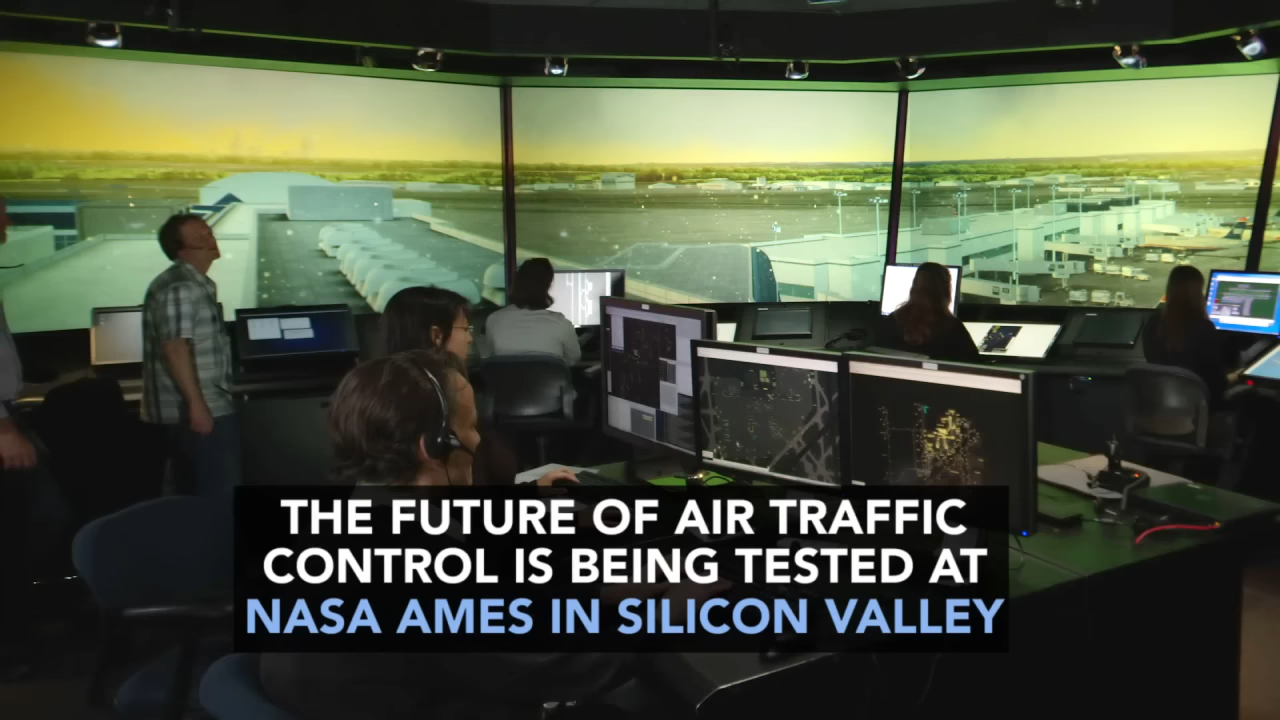 THE FUTURE OF AIR TRAFFIC
CONTROL IS BEING TESTED AT
NASA AMES IN SILICON VALLEY